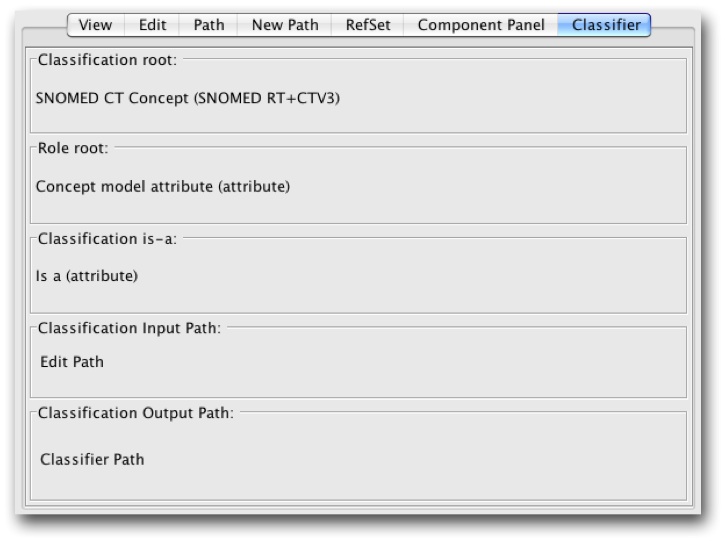 View Edit Path New Path RefSet Component Panel Classifier
Classification root:
SNOMED CT Concept (SNOMED RT+CTV3)
Role root:
Concept model attribute (attribute)
Classification is-a:
Is a (attribute)
Classification Input Path:
Edit Path
Classification Output Path:
Classifier Path